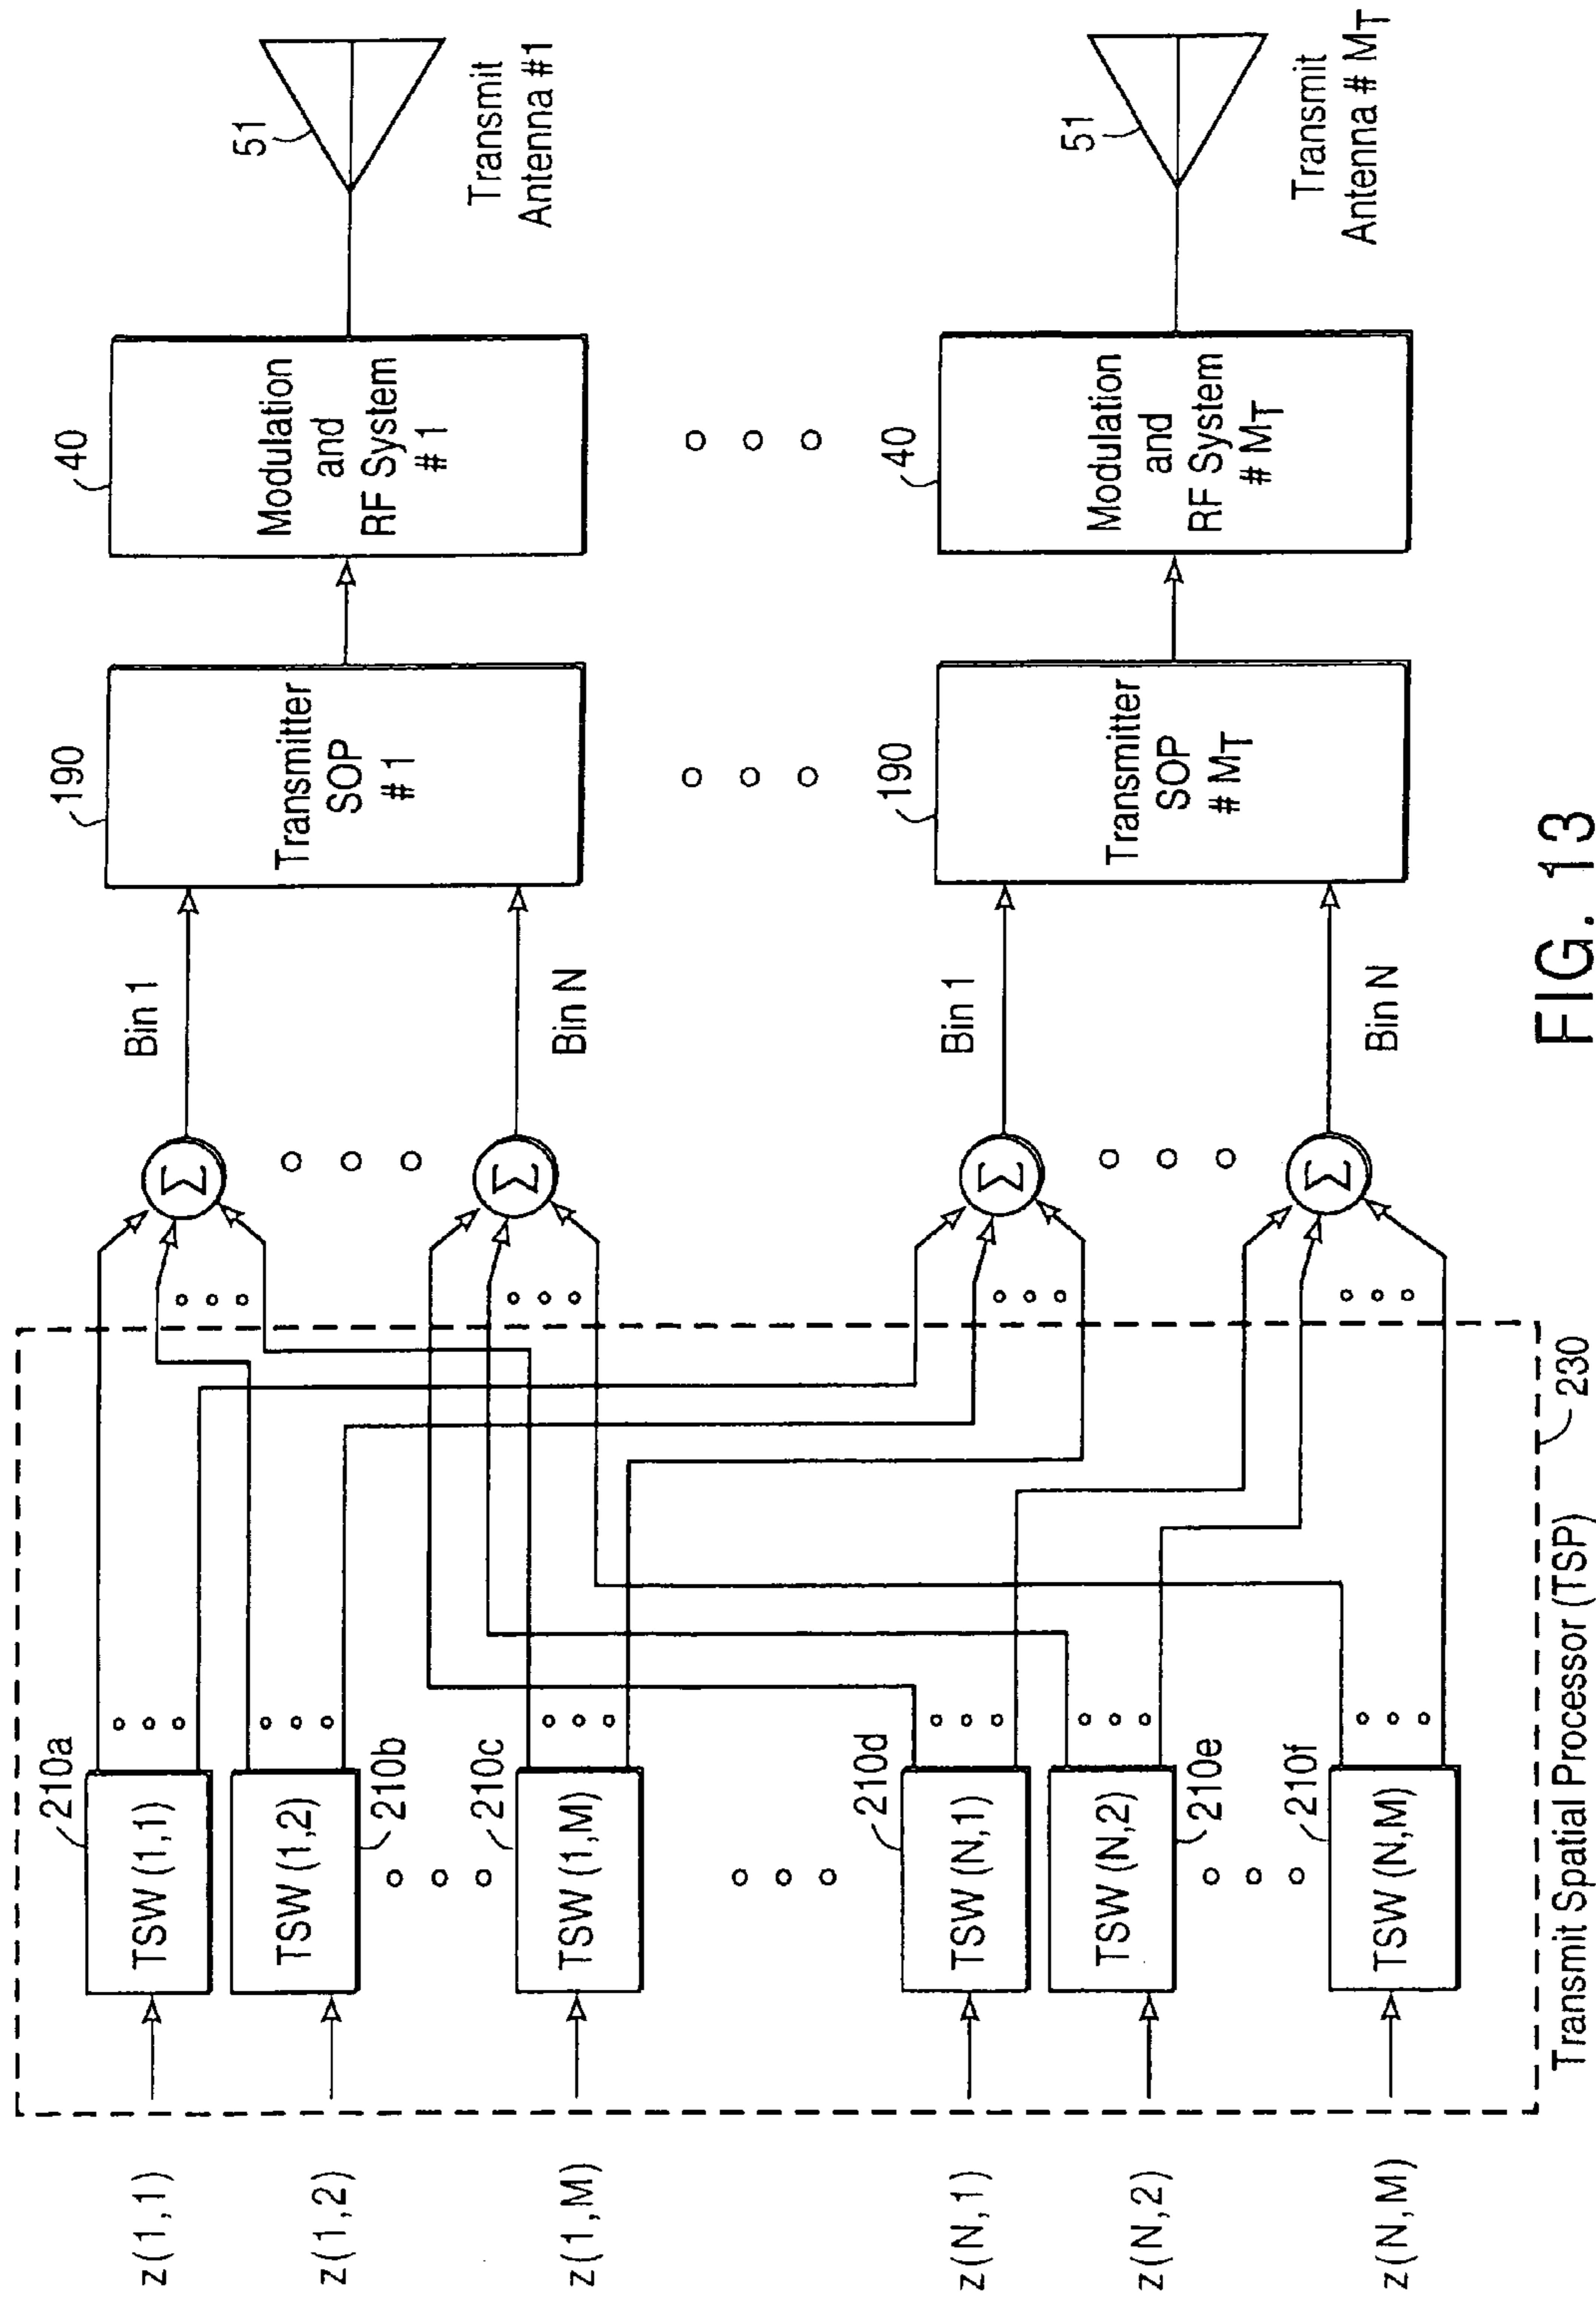 z(1,1)
z(1,2)
z(1,M)
z(N,1)
z(N,2)
z(N,M)
210a
TSW (1,1)
TSW (1,2)
210b
210c
TSW (1,M)
210d
TSW (N,1)
TSW (N,2)
210e
210f
TSW (N,M)
Transmit Spatial Processor (TSP)
230
Σ
Σ
Σ
Σ
Bin 1
Bin N
Bin 1
Bin N
190
Transmitter
SOP
# 1
190
Transmitter
SOP
# MT
40
Modulation
and
RF System
# 1
40
Modulation
and
RF System
# MT
51
Transmit
Antenna #1
51
Transmit
Antenna # MT
FIG. 13